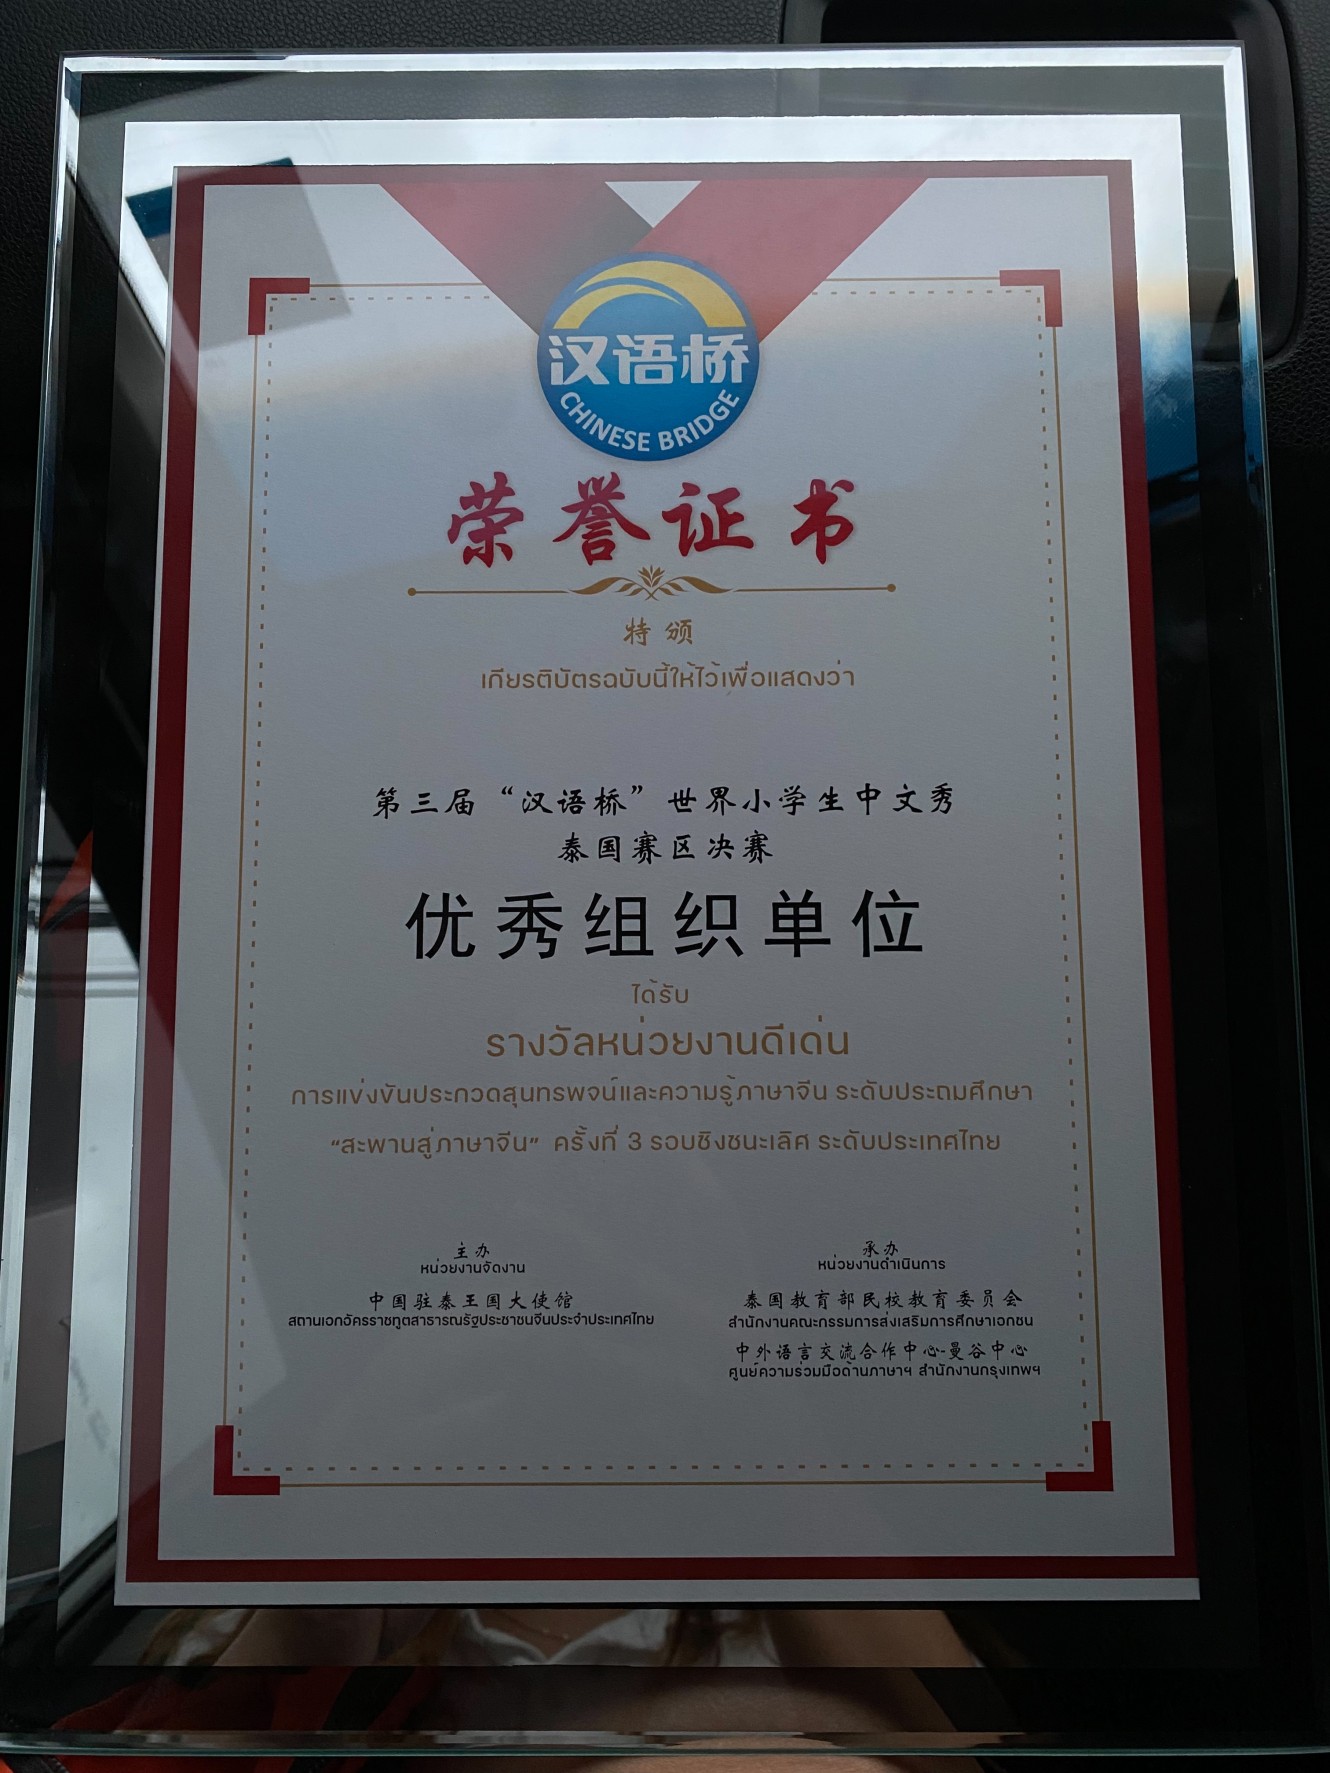 汉语桥
CHINESE BRIDGE
荣誉证书
特颁
เกียรติบัตรฉบับนี้ให้ไว้เพื่อแสดงว่า
第三届“汉语桥”世界小学生中文秀
泰国赛区决赛
优秀组织单位
ได้รับ
รางวัลหน่วยงานดีเด่น
การแข่งขันประกวดสุนทรพจน์และความรู้ภาษาจีน ระดับประถมศึกษา
“สะพานสู่ภาษาจีน” ครั้งที่ 3 รอบชิงชนะเลิศ ระดับประเทศไทย
主办
หน่วยงานจัดงาน
中国驻泰王国大使馆
สถานเอกอัครราชทูตสาธารณรัฐประชาชนจีนประจำประเทศไทย
承办
หน่วยงานดำเนินการ
泰国教育部民校教育委员会
สำนักงานคณะกรรมการส่งเสริมการศึกษาเอกชน
中外语言交流合作中心-曼谷中心
ศูนย์ความร่วมมือด้านภาษาฯ สำนักงานกรุงเทพฯ